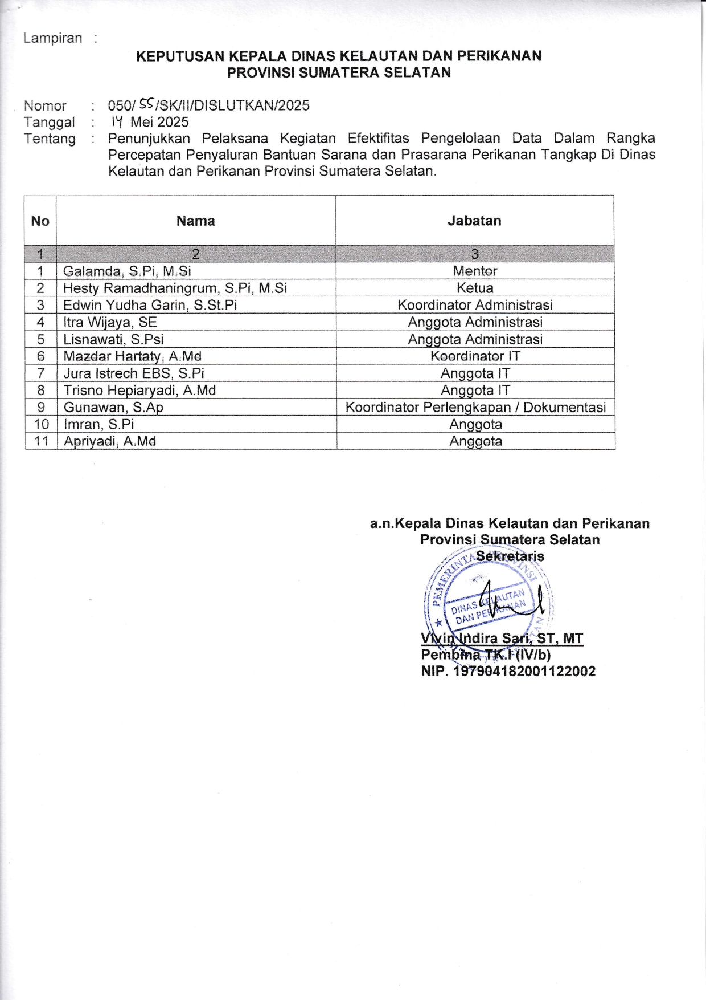 Lampiran :
KEPUTUSAN KEPALA DINAS KELAUTAN DAN PERIKANAN
PROVINSI SUMATERA SELATAN
Nomor : 050/ 55 /SK/II/DISLUTKAN/2025
Tanggal : 14 Mei 2025
Tentang : Penunjukkan Pelaksana Kegiatan Efektifitas Pengelolaan Data Dalam Rangka
Percepatan Penyaluran Bantuan Sarana dan Prasarana Perikanan Tangkap Di Dinas
Kelautan dan Perikanan Provinsi Sumatera Selatan.
No Nama Jabatan
1 2 3
1 Galamda, S.Pi, M.Si Mentor
2 Hesty Ramadhaningrum, S.Pi, M.Si Ketua
3 Edwin Yudha Garin, S.St.Pi Koordinator Administrasi
4 Itra Wijaya, SE Anggota Administrasi
5 Lisnawati, S.Psi Anggota Administrasi
6 Mazdar Hartaty, A.Md Koordinator IT
7 Jura Istrech EBS, S.Pi Anggota IT
8 Trisno Hepiaryadi, A.Md Anggota IT
9 Gunawan, S.Ap Koordinator Perlengkapan / Dokumentasi
10 Imran, S.Pi Anggota
11 Apriyadi, A.Md Anggota
a.n.Kepala Dinas Kelautan dan Perikanan
Provinsi Sumatera Selatan
Sekretaris
PEMERINTAH PROVINSI
DINAS KELAUTAN
DAN PERIKANAN
SUMATERA SELATAN
Vivin Indira Sari, ST, MT
Pembina TK.I (IV/b)
NIP. 197904182001122002